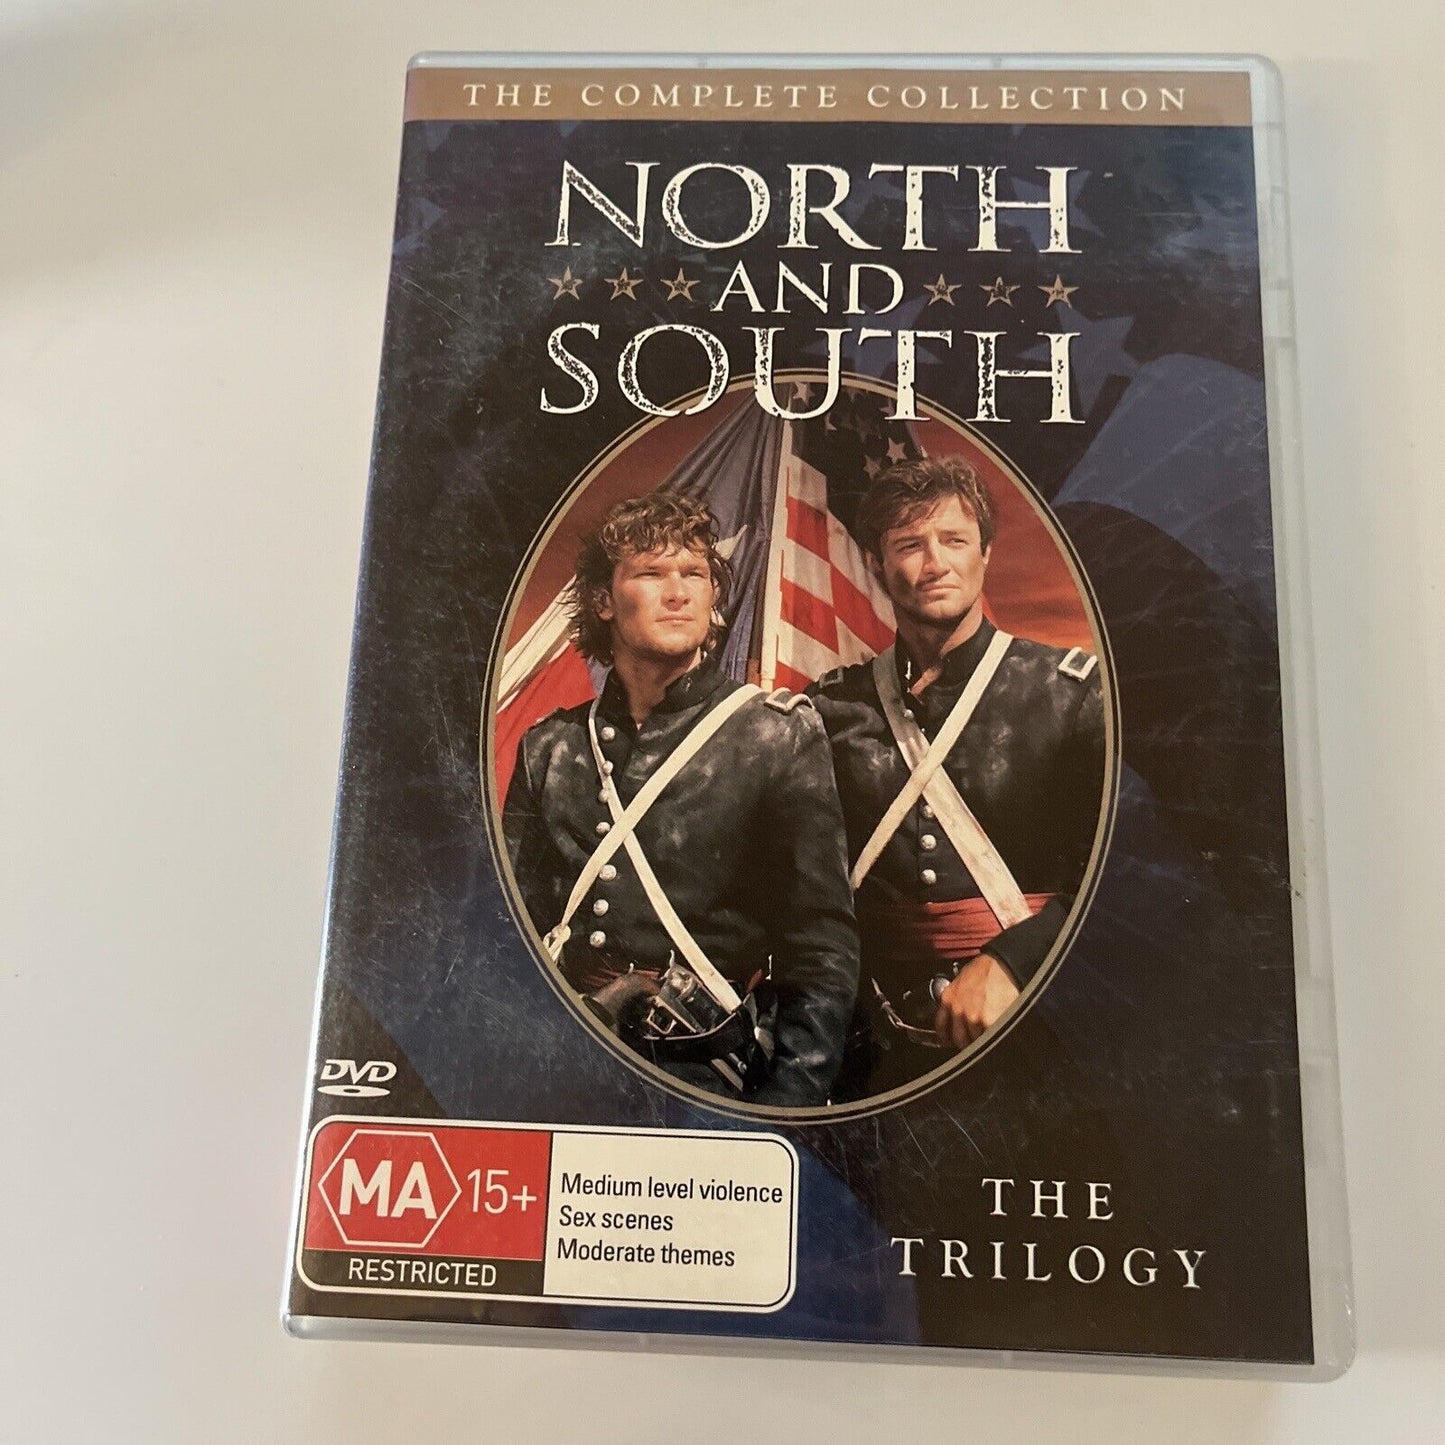 THE COMPLETE COLLECTION
NORTH
AND
SOUTH
DVD
MA 15+
RESTRICTED
Medium level violence
Sex scenes
Moderate themes
THE
TRILOGY